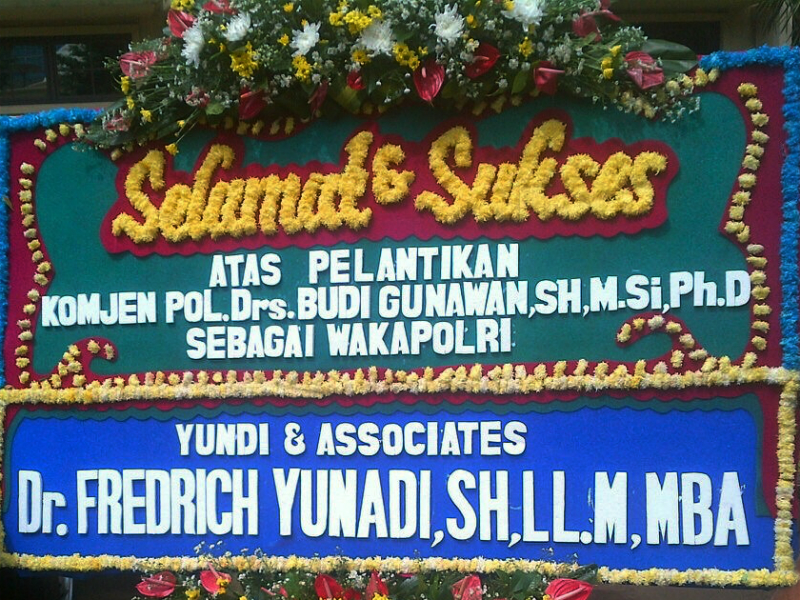 Selamat & Sukses
ATAS PELANTIKAN
KOMJEN POL.Drs.BUDI GUNAWAN,SH,M.Si,Ph.D
SEBAGAI WAKAPOLRI
YUNDI & ASSOCIATES
Dr. FREDRICH YUNADI,SH,LL.M,MBA